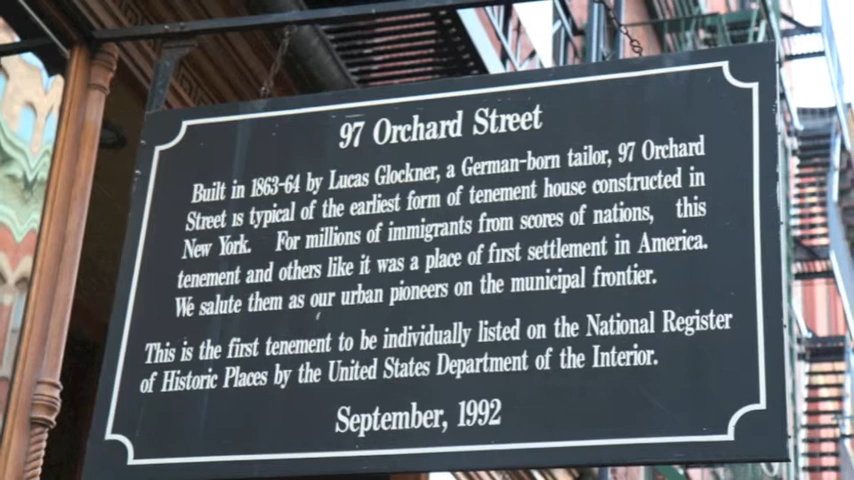 97 Orchard Street
Built in 1863-64 by Lucas Glockner, a German-born tailor, 97 Orchard
Street is typical of the earliest form of tenement house constructed in
New York. For millions of immigrants from scores of nations, this
tenement and others like it was a place of first settlement in America.
We salute them as our urban pioneers on the municipal frontier.
This is the first tenement to be individually listed on the National Register
of Historic Places by the United States Department of the Interior.
September, 1992